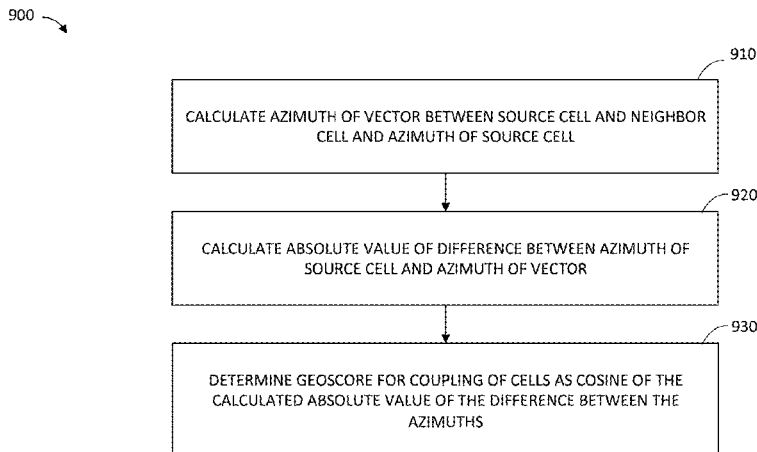 900
910
CALCULATE AZIMUTH OF VECTOR BETWEEN SOURCE CELL AND NEIGHBOR
CELL AND AZIMUTH OF SOURCE CELL
920
CALCULATE ABSOLUTE VALUE OF DIFFERENCE BETWEEN AZIMUTH OF
SOURCE CELL AND AZIMUTH OF VECTOR
930
DETERMINE GEOSCORE FOR COUPLING OF CELLS AS COSINE OF THE
CALCULATED ABSOLUTE VALUE OF THE DIFFERENCE BETWEEN THE
AZIMUTHS